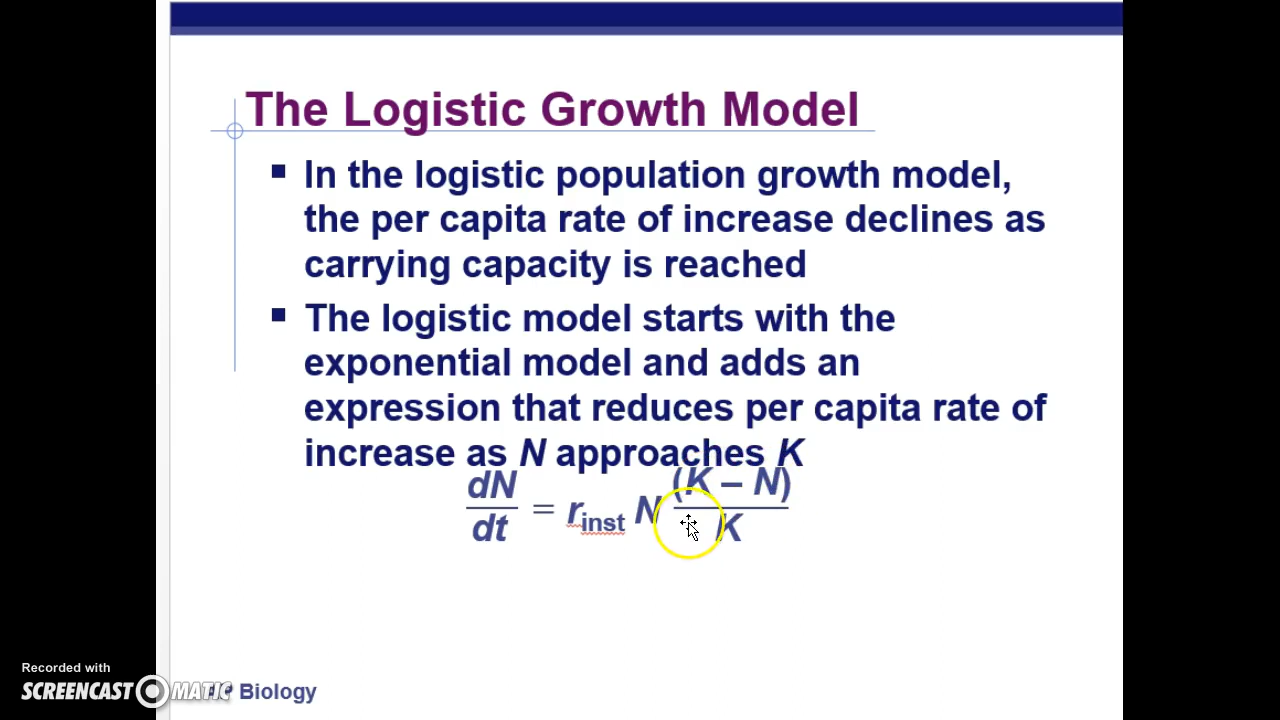 The Logistic Growth Model
In the logistic population growth model,
the per capita rate of increase declines as
carrying capacity is reached
The logistic model starts with the
exponential model and adds an
expression that reduces per capita rate of
increase as N approaches K
dN/dt = rinst N (K – N)/K
Recorded with
SCREENCAST MATIC
Biology